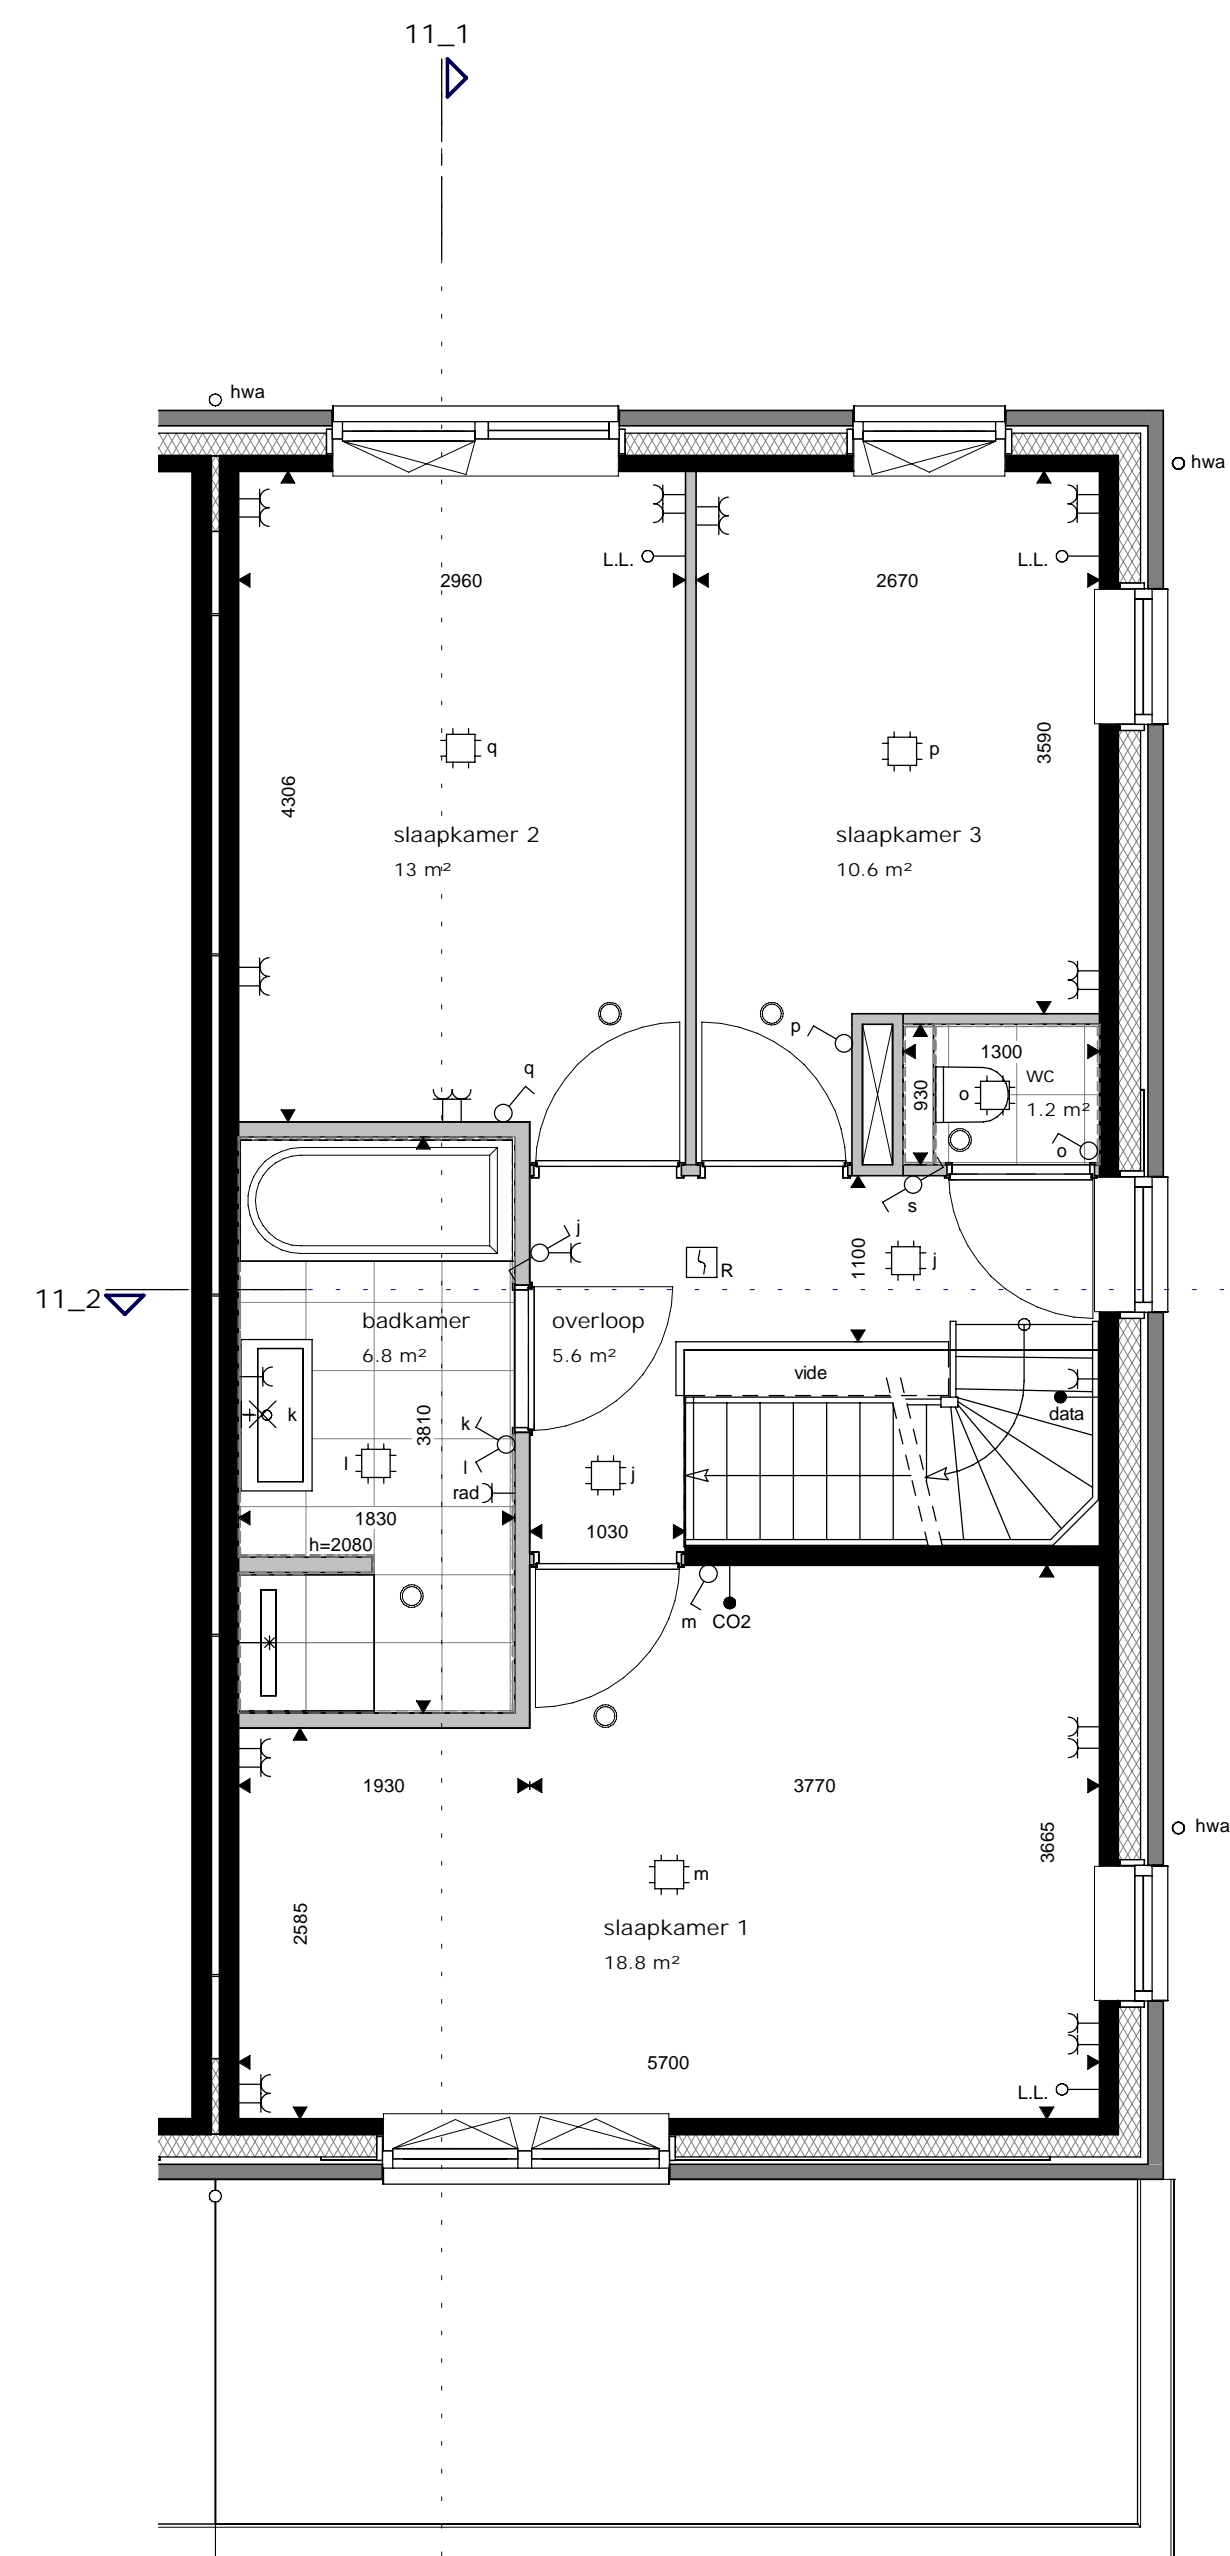 11_1
hwa
hwa
L.L.
L.L.
2960
2670
q
p
3590
4306
slaapkamer 2
13 m²
slaapkamer 3
10.6 m²
p
q
1300
wc
o
930
1.2 m²
o
s
j
1100
j
R
11_2
badkamer
6.8 m²
overloop
5.6 m²
vide
data
k
3810
k
l
l
j
rad
1830
1030
h=2080
m
CO2
1930
3770
3665
hwa
m
2585
slaapkamer 1
18.8 m²
5700
L.L.